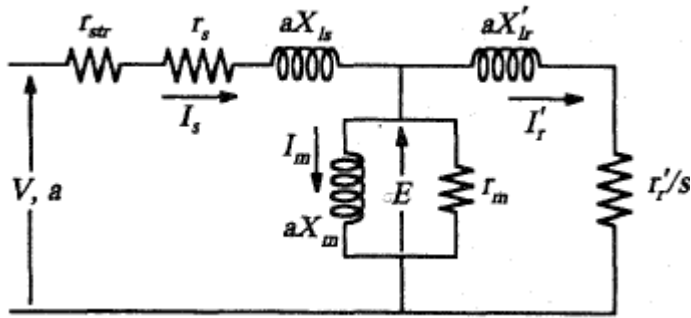 r_str r_s aX_ls aX'_lr
I_s I'_r
I_m
V, a E r_m r'_r/s
aX_m